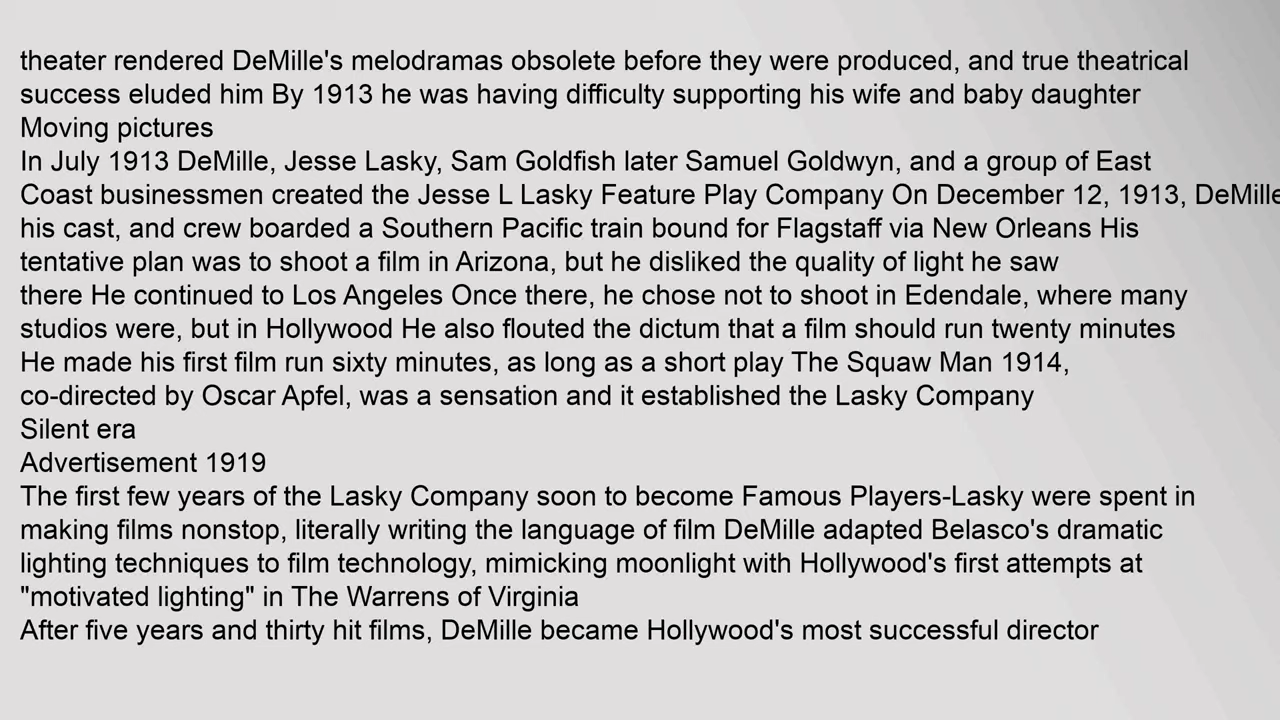 theater rendered DeMille's melodramas obsolete before they were produced, and true theatrical
success eluded him By 1913 he was having difficulty supporting his wife and baby daughter
Moving pictures
In July 1913 DeMille, Jesse Lasky, Sam Goldfish later Samuel Goldwyn, and a group of East
Coast businessmen created the Jesse L Lasky Feature Play Company On December 12, 1913, DeMille
his cast, and crew boarded a Southern Pacific train bound for Flagstaff via New Orleans His
tentative plan was to shoot a film in Arizona, but he disliked the quality of light he saw
there He continued to Los Angeles Once there, he chose not to shoot in Edendale, where many
studios were, but in Hollywood He also flouted the dictum that a film should run twenty minutes
He made his first film run sixty minutes, as long as a short play The Squaw Man 1914,
co-directed by Oscar Apfel, was a sensation and it established the Lasky Company
Silent era
Advertisement 1919
The first few years of the Lasky Company soon to become Famous Players-Lasky were spent in
making films nonstop, literally writing the language of film DeMille adapted Belasco's dramatic
lighting techniques to film technology, mimicking moonlight with Hollywood's first attempts at
"motivated lighting" in The Warrens of Virginia
After five years and thirty hit films, DeMille became Hollywood's most successful director